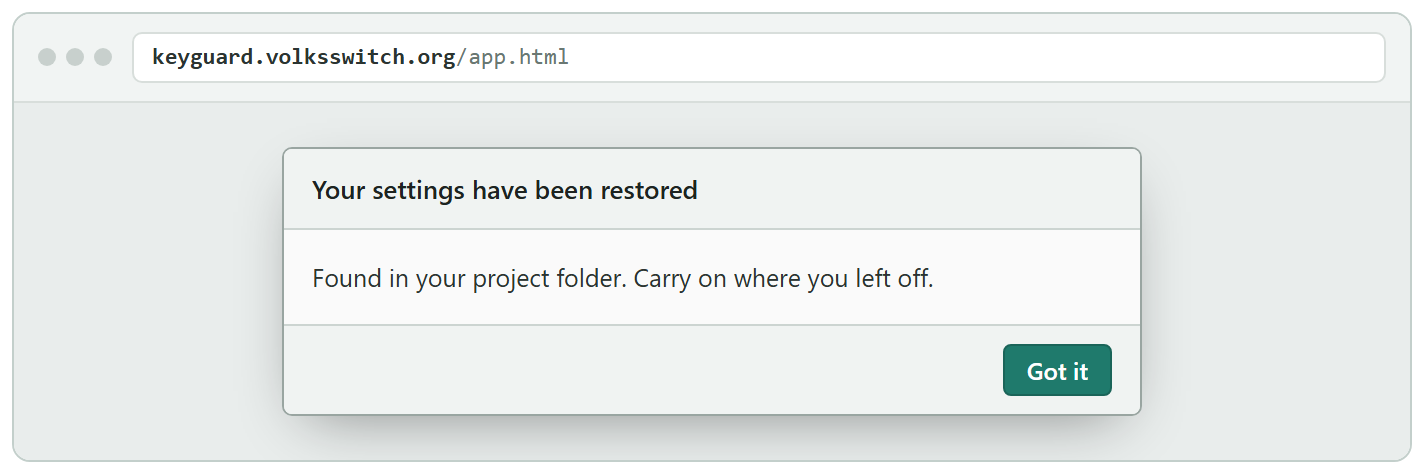 keyguard.volksswitch.org/app.html
Your settings have been restored
Found in your project folder. Carry on where you left off.
Got it